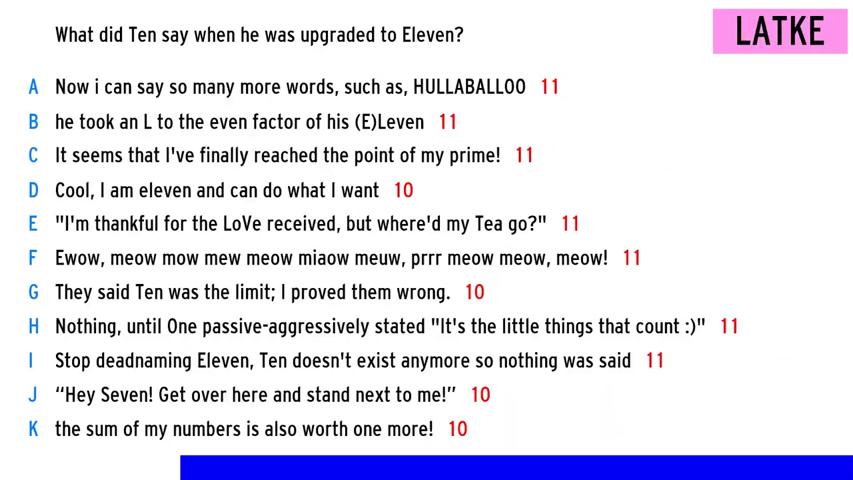 What did Ten say when he was upgraded to Eleven?
LATKE
A Now i can say so many more words, such as, HULLABALLOO 11
B he took an L to the even factor of his (E)Leven 11
C It seems that I've finally reached the point of my prime! 11
D Cool, I am eleven and can do what I want 10
E "I'm thankful for the LoVe received, but where'd my Tea go?" 11
F Ewow, meow mow mew meow miaow meuw, prrr meow meow, meow! 11
G They said Ten was the limit; I proved them wrong. 10
H Nothing, until One passive-aggressively stated "It's the little things that count :)" 11
I Stop deadnaming Eleven, Ten doesn't exist anymore so nothing was said 11
J “Hey Seven! Get over here and stand next to me!” 10
K the sum of my numbers is also worth one more! 10